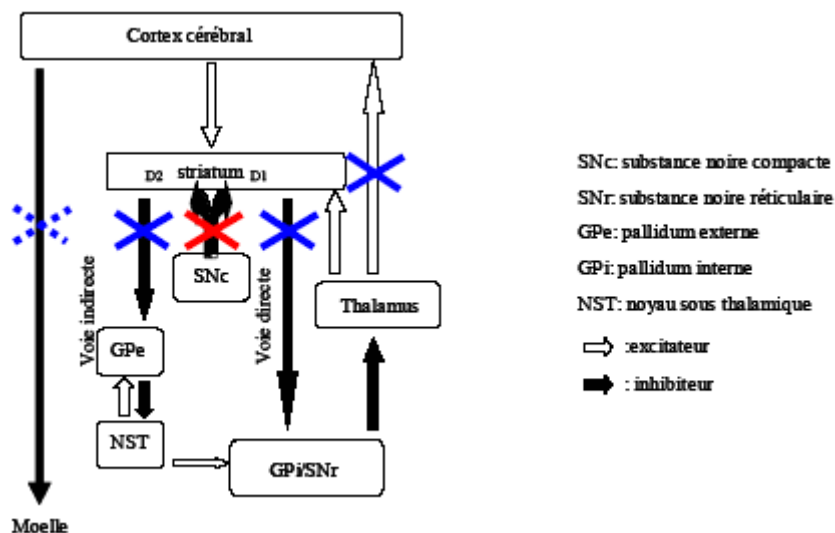 Cortex cérébral
D2 striatum D1
SNc
Voie indirecte
Voie directe
Thalamus
GPe
NST
GPi/SNr
Moelle
SNc: substance noire compacte
SNr: substance noire réticulaire
GPe: pallidum externe
GPi: pallidum interne
NST: noyau sous thalamique
:excitateur
: inhibiteur